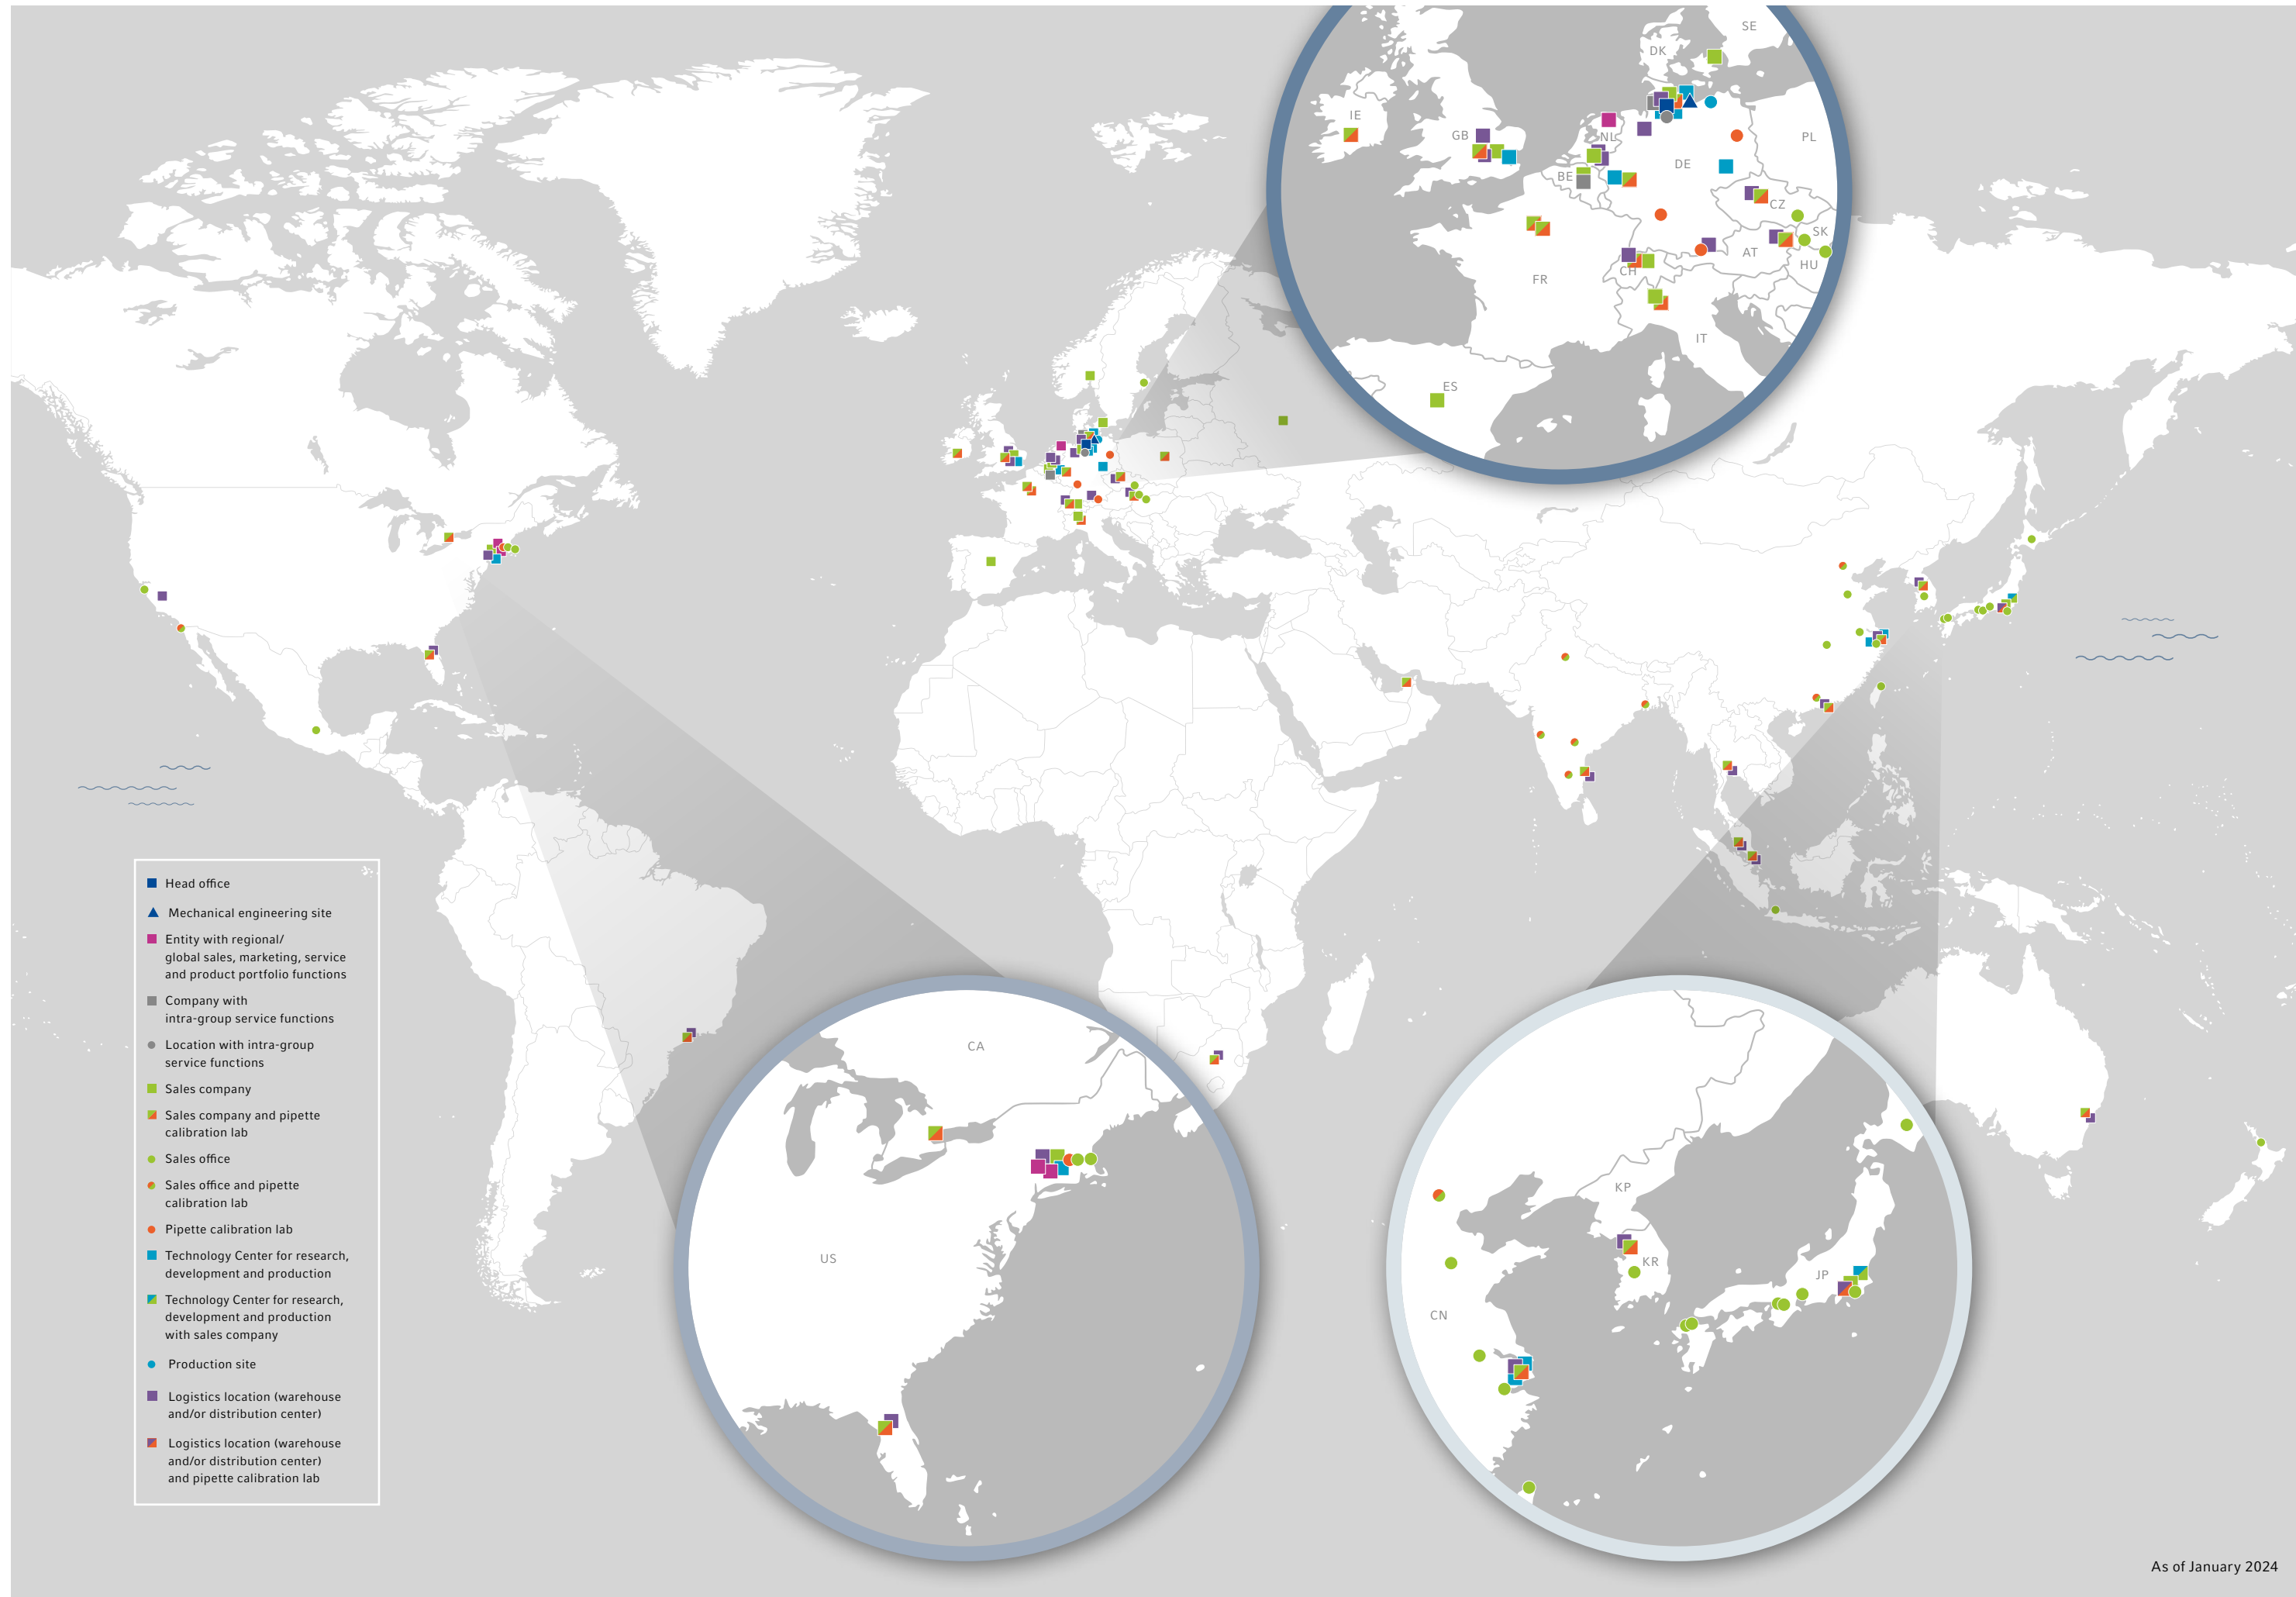 SE
DK
IE
GB
NL
PL
DE
BE
CZ
SK
AT
HU
CH
FR
IT
ES
Head office
Mechanical engineering site
Entity with regional/
global sales, marketing, service
and product portfolio functions
Company with
intra-group service functions
Location with intra-group
service functions
Sales company
Sales company and pipette
calibration lab
Sales office
Sales office and pipette
calibration lab
Pipette calibration lab
Technology Center for research,
development and production
Technology Center for research,
development and production
with sales company
Production site
Logistics location (warehouse
and/or distribution center)
Logistics location (warehouse
and/or distribution center)
and pipette calibration lab
CA
US
KP
KR
JP
CN
As of January 2024